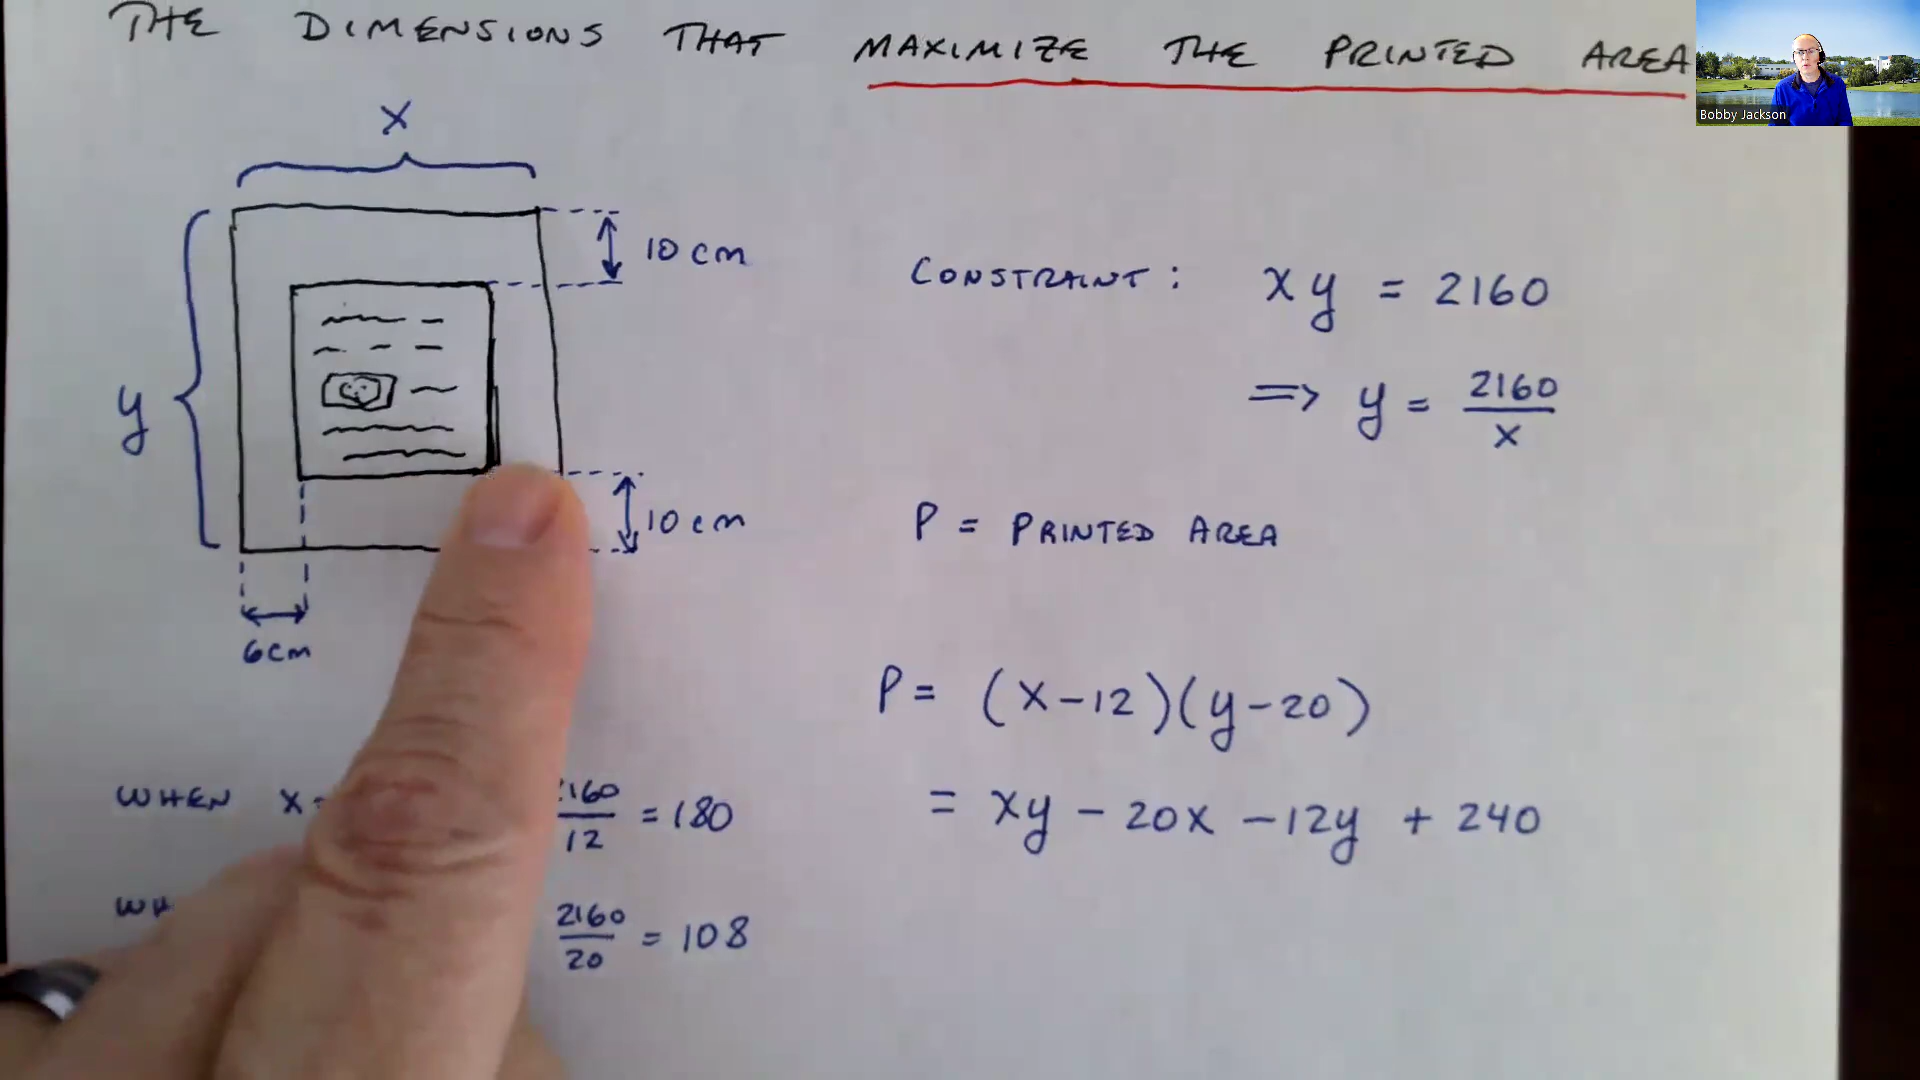 THE DIMENSIONS THAT MAXIMIZE THE PRINTED AREA
Bobby Jackson
x
10 cm
y
10 cm
6cm
CONSTRAINT: xy = 2160
=> y = 2160/x
P = PRINTED AREA
P = (x-12)(y-20)
= xy - 20x - 12y + 240
WHEN x = 2160/12 = 180
2160/20 = 108